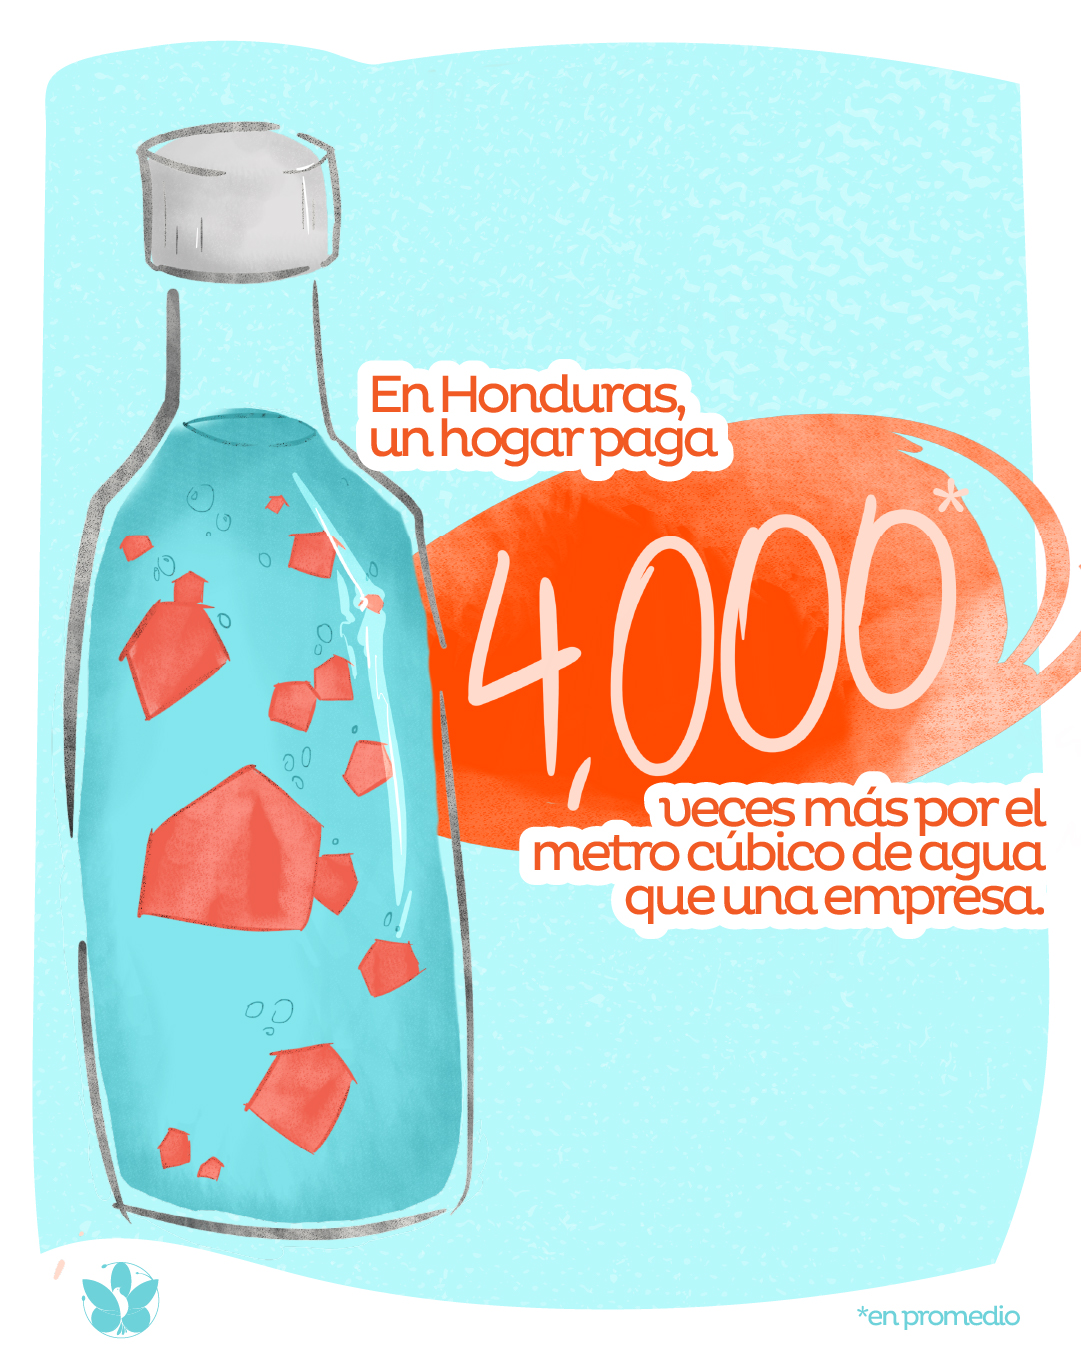 En Honduras,
un hogar paga
4,000*
veces más por el
metro cúbico de agua
que una empresa.
*en promedio